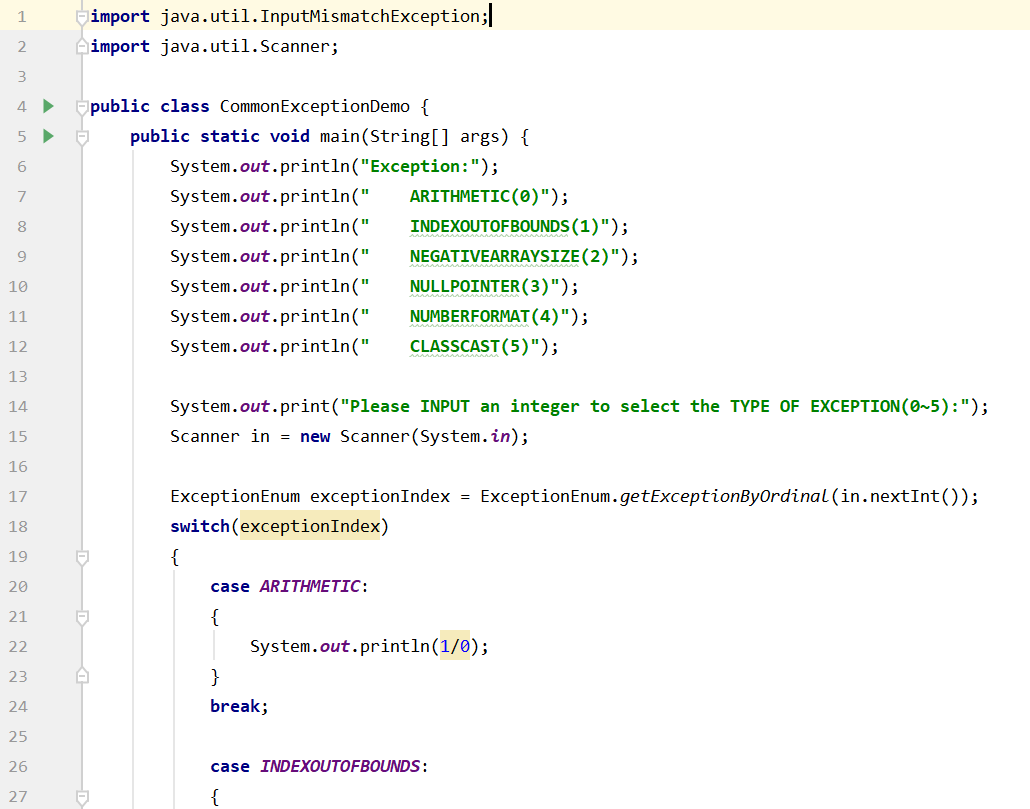 1 import java.util.InputMismatchException;
2 import java.util.Scanner;
3
4 public class CommonExceptionDemo {
5     public static void main(String[] args) {
6         System.out.println("Exception:");
7         System.out.println("    ARITHMETIC(0)");
8         System.out.println("    INDEXOUTOFBOUNDS(1)");
9         System.out.println("    NEGATIVEARRAYSIZE(2)");
10         System.out.println("    NULLPOINTER(3)");
11         System.out.println("    NUMBERFORMAT(4)");
12         System.out.println("    CLASSCAST(5)");
13
14         System.out.print("Please INPUT an integer to select the TYPE OF EXCEPTION(0~5):");
15         Scanner in = new Scanner(System.in);
16
17         ExceptionEnum exceptionIndex = ExceptionEnum.getExceptionByOrdinal(in.nextInt());
18         switch(exceptionIndex)
19         {
20             case ARITHMETIC:
21             {
22                 System.out.println(1/0);
23             }
24             break;
25
26             case INDEXOUTOFBOUNDS:
27             {